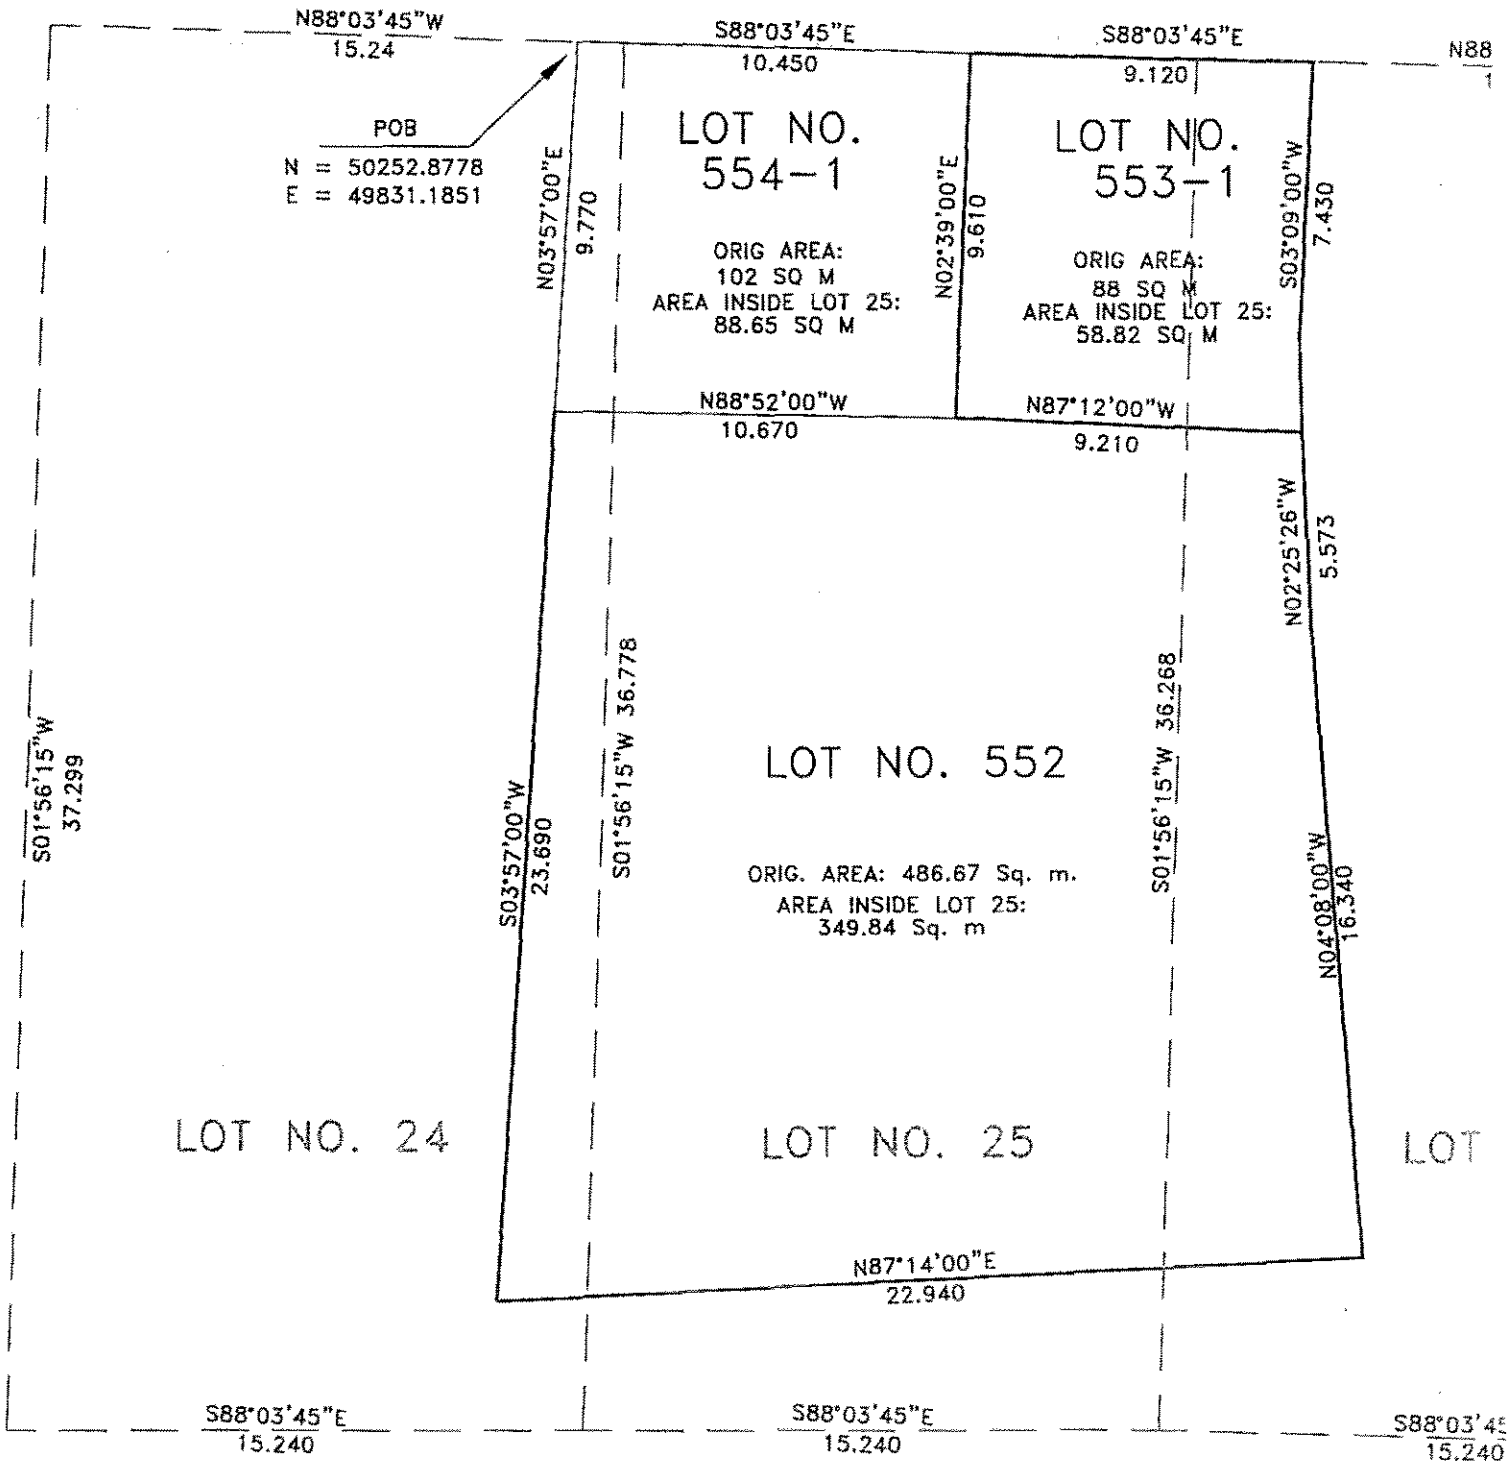 N88°03'45"W
15.24
S88°03'45"E
10.450
S88°03'45"E
9.120
N88
1
POB
N = 50252.8778
E = 49831.1851
LOT NO.
554-1
ORIG AREA:
102 SQ M
AREA INSIDE LOT 25:
88.65 SQ M
LOT NO.
553-1
ORIG AREA:
88 SQ M
AREA INSIDE LOT 25:
58.82 SQ M
N03°57'00"E
9.770
N02°39'00"E
9.610
S03°09'00"W
7.430
N88°52'00"W
10.670
N87°12'00"W
9.210
N02°25'26"W
5.573
S01°56'15"W
37.299
S03°57'00"W
23.690
S01°56'15"W 36.778
LOT NO. 552
ORIG. AREA: 486.67 Sq. m.
AREA INSIDE LOT 25:
349.84 Sq. m
S01°56'15"W 36.268
N04°08'00"W
16.340
LOT NO. 24
LOT NO. 25
LOT
N87°14'00"E
22.940
S88°03'45"E
15.240
S88°03'45"E
15.240
S88°03'45
15.240